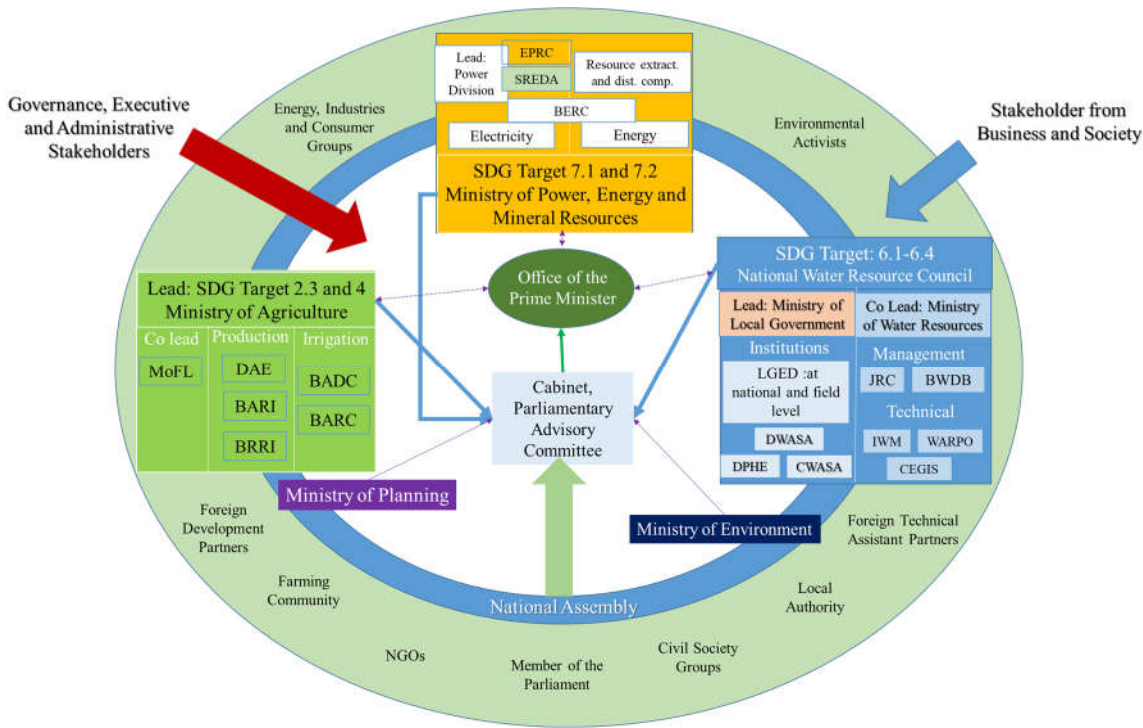 Governance, Executive
and Administrative
Stakeholders
Energy, Industries
and Consumer
Groups
Lead:
Power
Division
EPRC
SREDA
Resource extract.
and dist. comp.
BERC
Electricity
Energy
SDG Target 7.1 and 7.2
Ministry of Power, Energy and
Mineral Resources
Environmental
Activists
Stakeholder from
Business and Society
Office of the
Prime Minister
Lead: SDG Target 2.3 and 4
Ministry of Agriculture
Co lead
MoFL
Production
DAE
BARI
BRRI
Irrigation
BADC
BARC
Cabinet,
Parliamentary
Advisory
Committee
SDG Target: 6.1-6.4
National Water Resource Council
Lead: Ministry of
Local Government
Institutions
LGED :at
national and field
level
DWASA
DPHE
CWASA
Co Lead: Ministry
of Water Resources
Management
JRC
BWDB
Technical
IWM
WARPO
CEGIS
Ministry of Planning
Ministry of Environment
Foreign
Development
Partners
Farming
Community
NGOs
National Assembly
Member of the
Parliament
Civil Society
Groups
Local
Authority
Foreign Technical
Assistant Partners